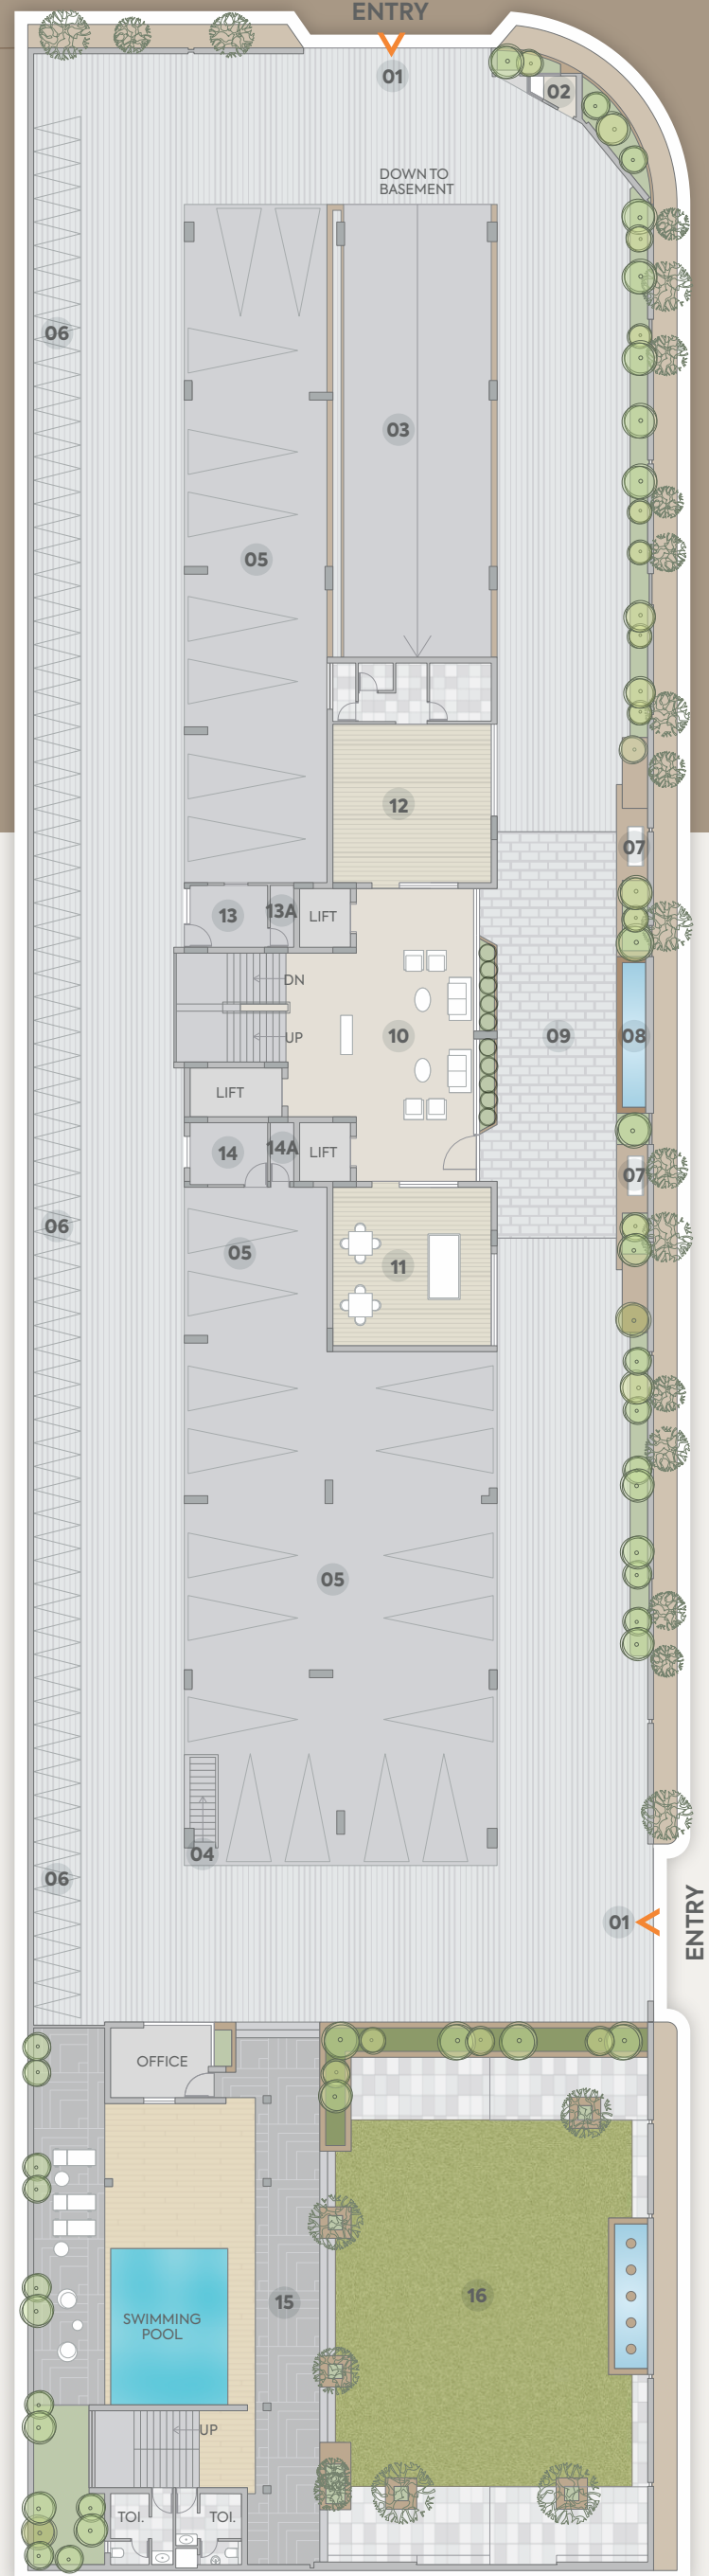 ENTRY
01
02
DOWN TO
BASEMENT
06
03
05
12
07
13
13A
LIFT
DN
UP
10
09
08
LIFT
14
14A
LIFT
07
06
05
11
05
04
06
01
ENTRY
OFFICE
15
16
SWIMMING
POOL
UP
TOI.
TOI.